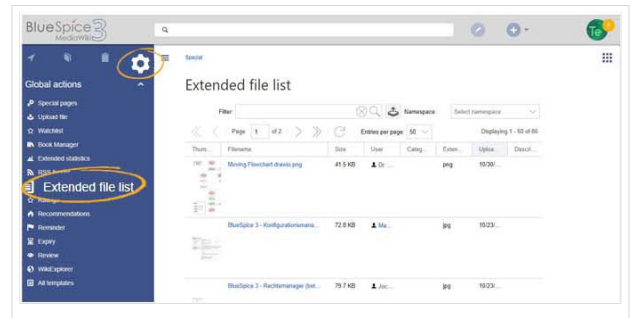 BlueSpice 3
MediaWiki
Te
Special
Global actions
Special pages
Upload file
Watchlist
Book Manager
Extended statistics
Extended file list
Recommendations
Reminder
Expiry
Review
WikiExplorer
All templates
Extended file list
Filter
Namespace
Select namespace
Page 1 of 2
Entries per page 50
Displaying 1 - 50 of 86
Thum... Filename Size User Categ... Exten... Uploa... Descri...
Moving Flowchart drawio.png 41.5 KB Dr ... png 10/30/...
BlueSpice 3 - Konfigurationsmana... 72.8 KB Ma... jpg 10/23/...
BlueSpice 3 - Rechtemanager (bet... 79.7 KB Joc... jpg 10/23/...